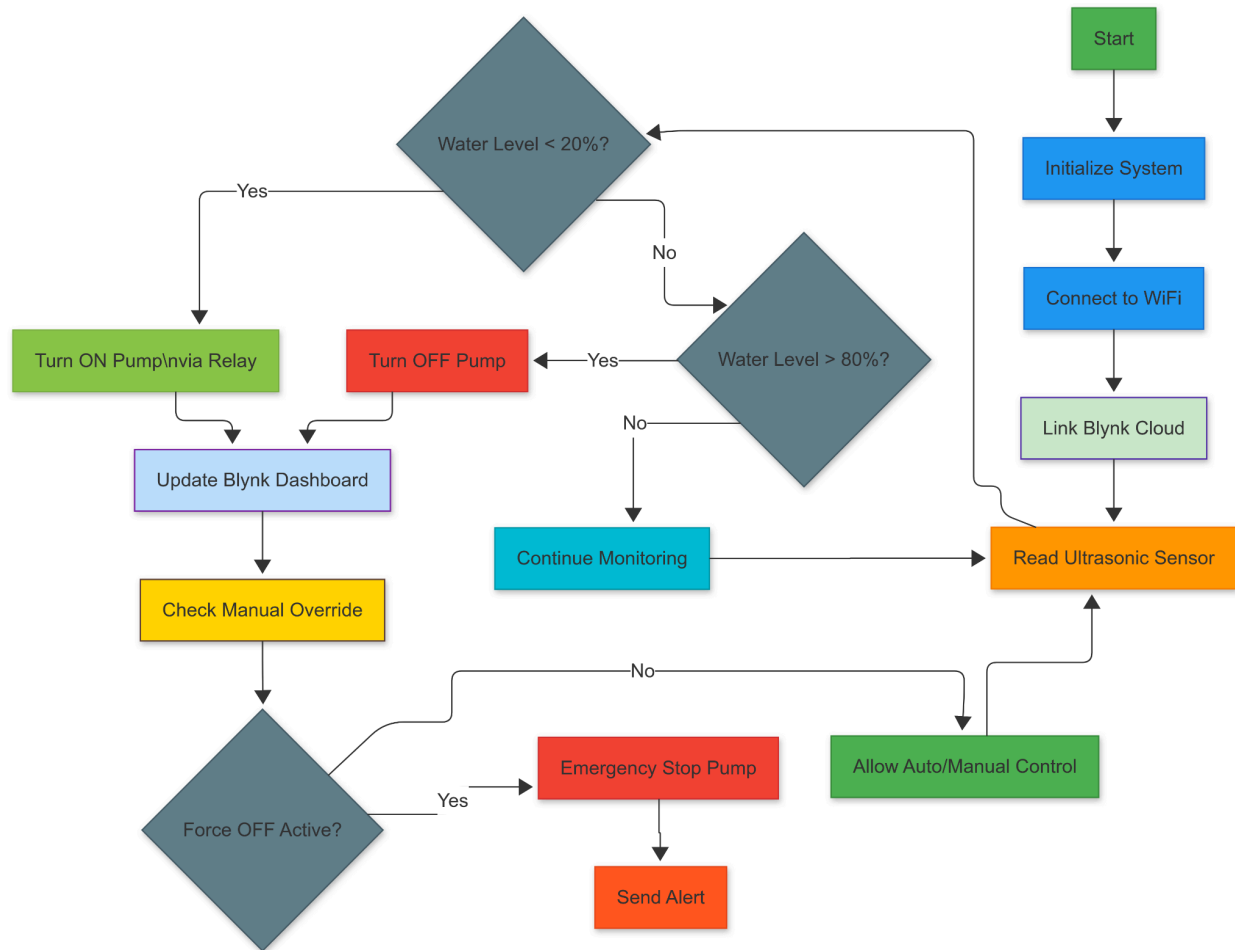 Start
Initialize System
Connect to WiFi
Link Blynk Cloud
Read Ultrasonic Sensor
Water Level < 20%?
Yes
No
Water Level > 80%?
Yes
No
Turn ON Pump\nvia Relay
Turn OFF Pump
Update Blynk Dashboard
Continue Monitoring
Check Manual Override
Force OFF Active?
No
Yes
Emergency Stop Pump
Allow Auto/Manual Control
Send Alert